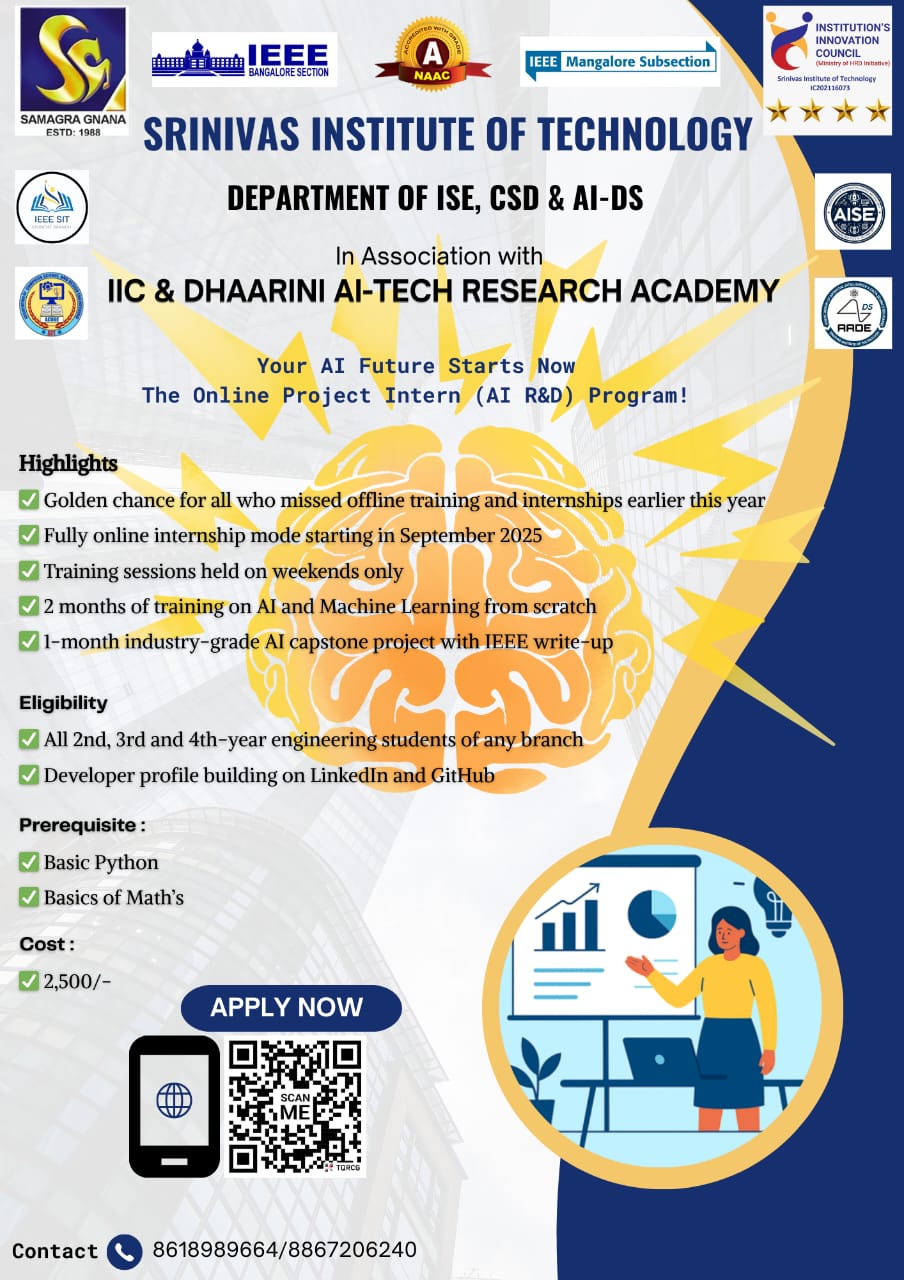 SAMAGRA GNANA
ESTD: 1988
IEEE
BANGALORE SECTION
ACCREDITED WITH GRADE
A
NAAC
IEEE Mangalore Subsection
INSTITUTION'S
INNOVATION
COUNCIL
(Ministry of HRD Initiative)
Srinivas Institute of Technology
IC202116073
SRINIVAS INSTITUTE OF TECHNOLOGY
DEPARTMENT OF ISE, CSD & AI-DS
IEEE SIT
STUDENT BRANCH
AISE
In Association with
IIC & DHAARINI AI-TECH RESEARCH ACADEMY
DS
AADE
Your AI Future Starts Now
The Online Project Intern (AI R&D) Program!
Highlights
✅ Golden chance for all who missed offline training and internships earlier this year
✅ Fully online internship mode starting in September 2025
✅ Training sessions held on weekends only
✅ 2 months of training on AI and Machine Learning from scratch
✅ 1-month industry-grade AI capstone project with IEEE write-up
Eligibility
✅ All 2nd, 3rd and 4th-year engineering students of any branch
✅ Developer profile building on LinkedIn and GitHub
Prerequisite :
✅ Basic Python
✅ Basics of Math's
Cost :
✅ 2,500/-
APPLY NOW
SCAN
ME
TQRCG
Contact 8618989664/8867206240